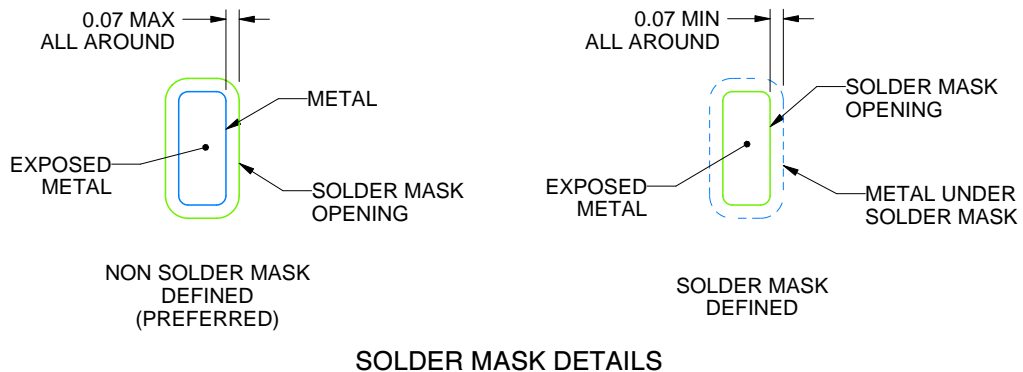 0.07 MAX
ALL AROUND
METAL
EXPOSED
METAL
SOLDER MASK
OPENING
NON SOLDER MASK
DEFINED
(PREFERRED)
0.07 MIN
ALL AROUND
SOLDER MASK
OPENING
EXPOSED
METAL
METAL UNDER
SOLDER MASK
SOLDER MASK
DEFINED
SOLDER MASK DETAILS